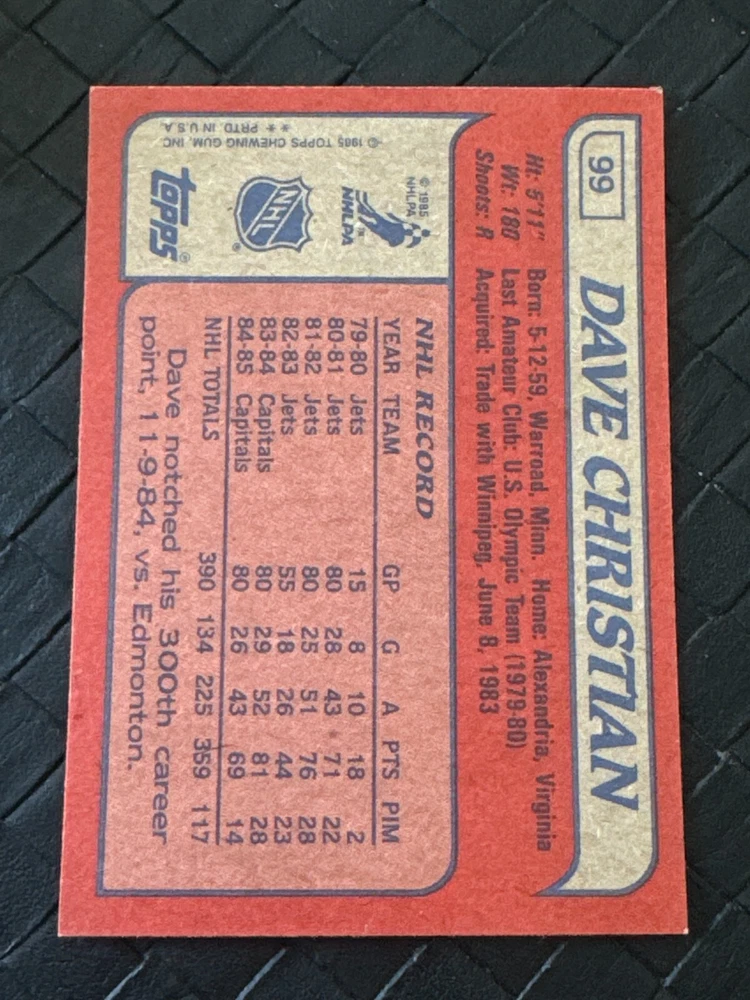 99
DAVE CHRISTIAN
Ht: 5'11" Born: 5-12-59, Warroad, Minn. Home: Alexandria, Virginia
Wt: 180 Last Amateur Club: U.S. Olympic Team (1979-80)
Shoots: R Acquired: Trade with Winnipeg, June 8, 1983
© 1985
NHLPA
NHLPA
NHL
®
topps®
© 1985 TOPPS CHEWING GUM, INC
✶ ✶ PRTD. IN U.S.A
NHL RECORD
YEAR TEAM GP G A PTS PIM
79-80 Jets 15 8 10 18 2
80-81 Jets 80 28 43 71 22
81-82 Jets 80 25 51 76 28
82-83 Jets 55 18 26 44 23
83-84 Capitals 80 29 52 81 28
84-85 Capitals 80 26 43 69 14
NHL TOTALS 390 134 225 359 117
Dave notched his 300th career
point, 11-9-84, vs. Edmonton.